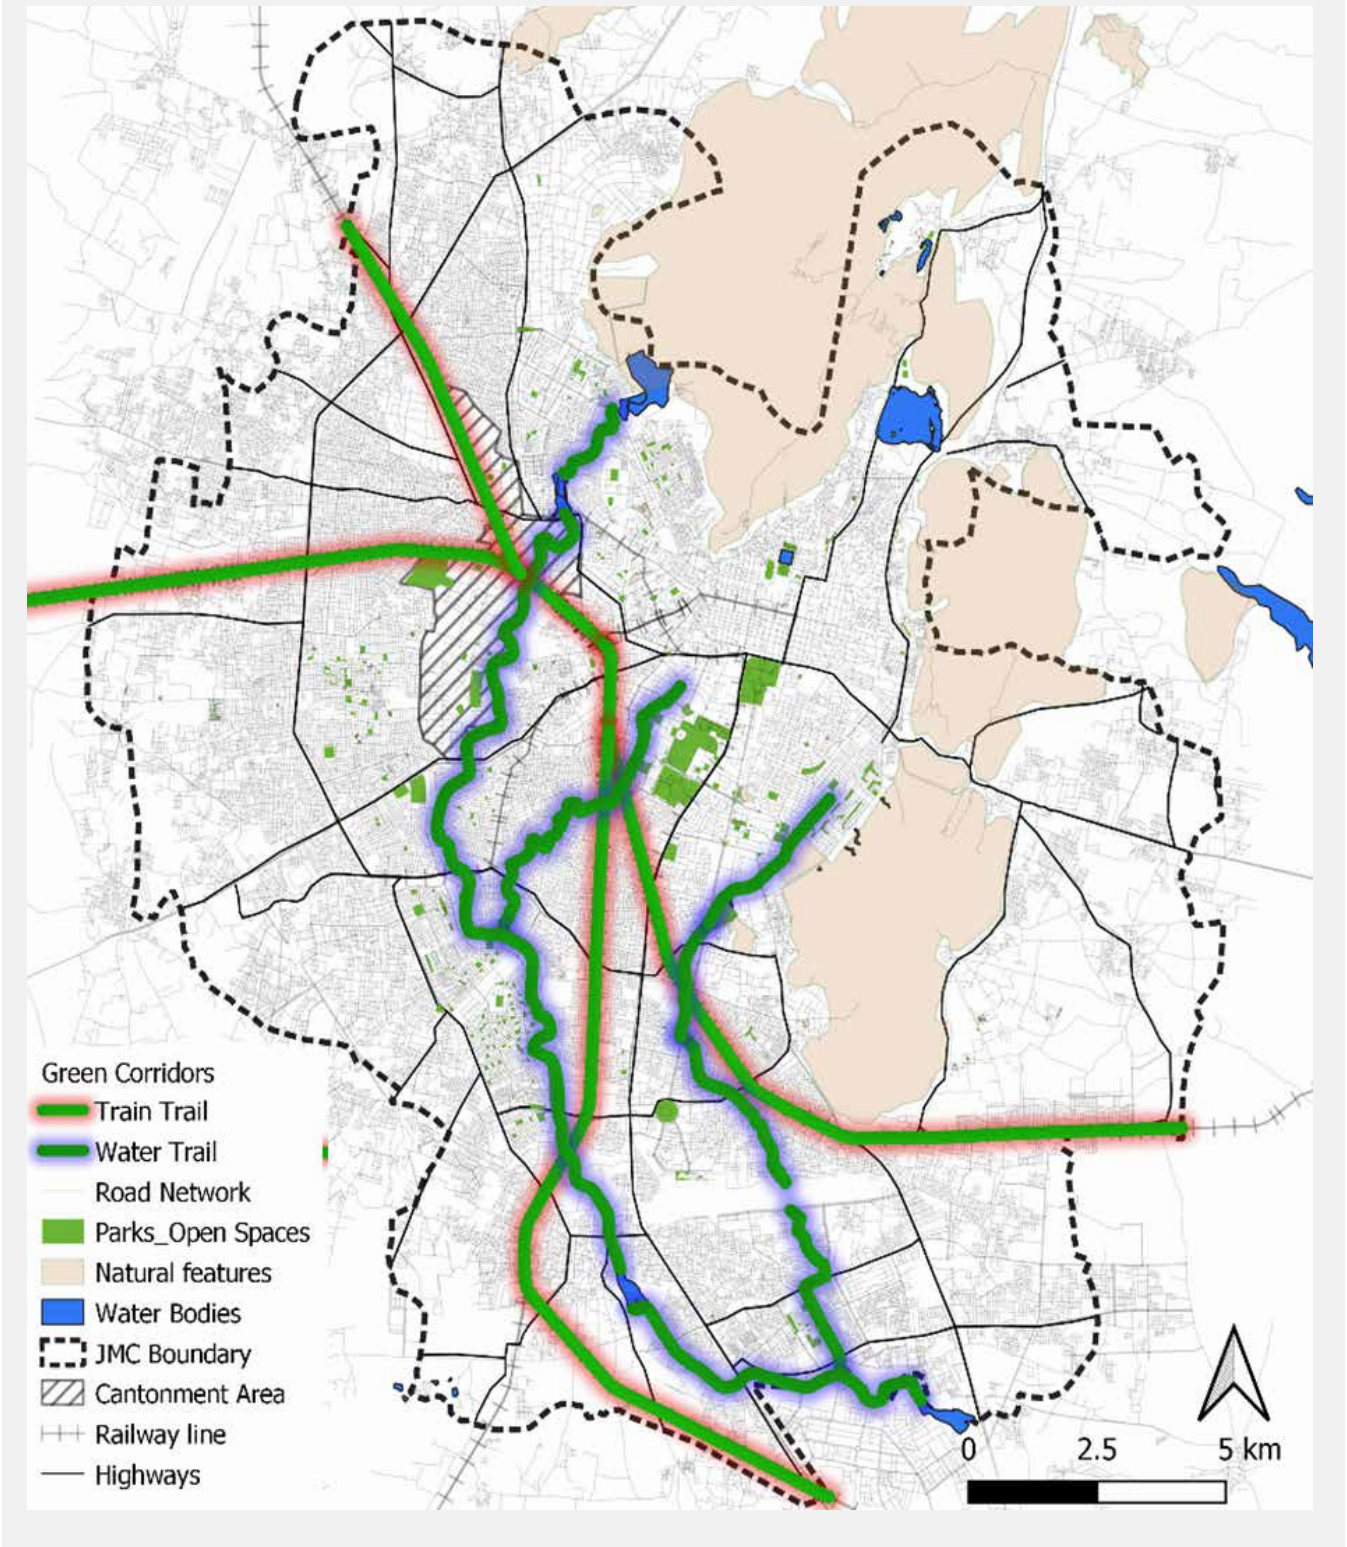 Green Corridors
Train Trail
Water Trail
Road Network
Parks_Open Spaces
Natural features
Water Bodies
JMC Boundary
Cantonment Area
Railway line
Highways
0 2.5 5 km